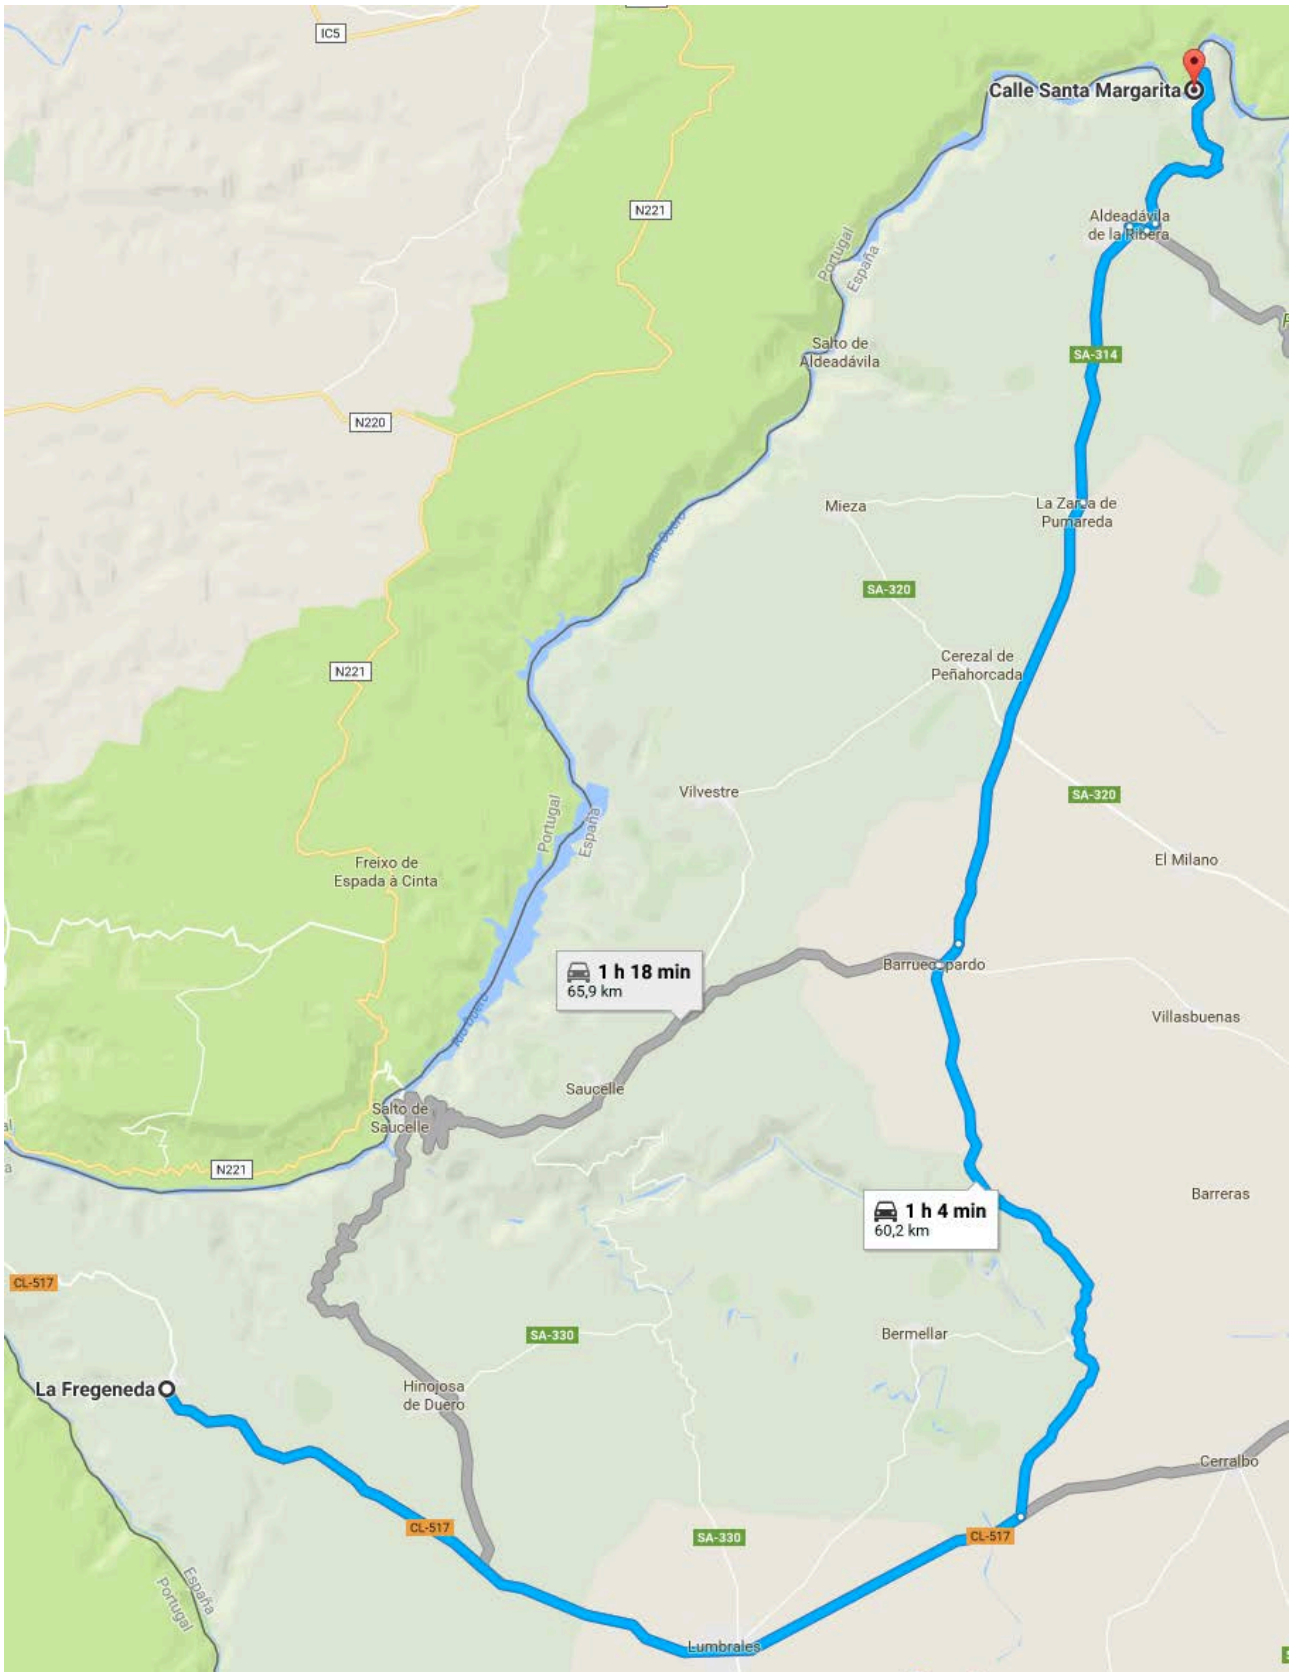 IC5
Calle Santa Margarita
N221
Aldeadávila
de la Ribera
Portugal
España
Salto de
Aldeadávila
SA-314
N220
Mieza
La Zarza de
Pumareda
Río Duero
SA-320
N221
Cerezal de
Peñahorcada
Vilvestre
SA-320
Portugal
España
El Milano
Freixo de
Espada à Cinta
1 h 18 min
65,9 km
Barruecopardo
Río Duero
Villasbuenas
Saucelle
Salto de
Saucelle
N221
Barreras
1 h 4 min
60,2 km
CL-517
SA-330
Bermellar
La Fregeneda
Hinojosa
de Duero
Cerralbo
CL-517
SA-330
CL-517
España
Portugal
Lumbrales